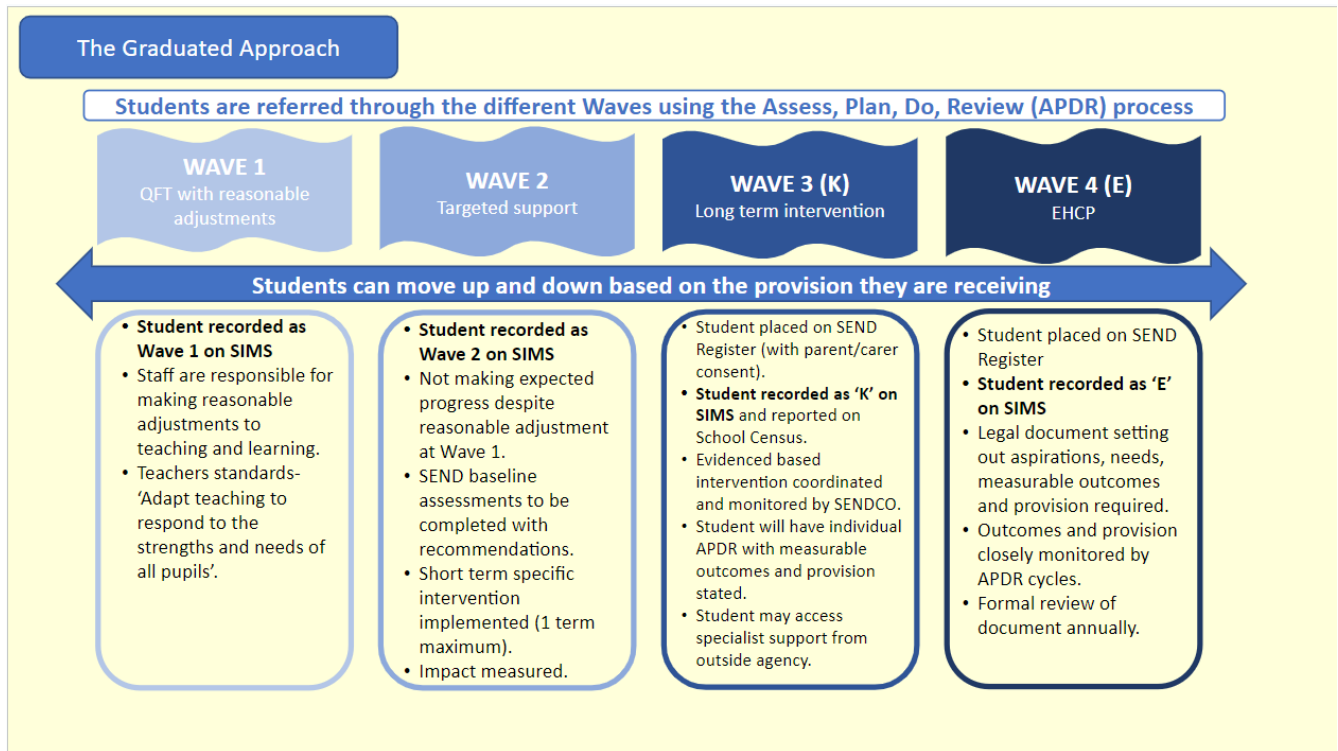 The Graduated Approach
Students are referred through the different Waves using the Assess, Plan, Do, Review (APDR) process
WAVE 1
QFT with reasonable
adjustments
WAVE 2
Targeted support
WAVE 3 (K)
Long term intervention
WAVE 4 (E)
EHCP
Students can move up and down based on the provision they are receiving
• Student recorded as
Wave 1 on SIMS
• Staff are responsible for
making reasonable
adjustments to
teaching and learning.
• Teachers standards-
‘Adapt teaching to
respond to the
strengths and needs of
all pupils’.
• Student recorded as
Wave 2 on SIMS
• Not making expected
progress despite
reasonable adjustment
at Wave 1.
• SEND baseline
assessments to be
completed with
recommendations.
• Short term specific
intervention
implemented (1 term
maximum).
• Impact measured.
• Student placed on SEND
Register (with parent/carer
consent).
• Student recorded as ‘K’ on
SIMS and reported on
School Census.
• Evidenced based
intervention coordinated
and monitored by SENDCO.
• Student will have individual
APDR with measurable
outcomes and provision
stated.
• Student may access
specialist support from
outside agency.
• Student placed on SEND
Register
• Student recorded as ‘E’
on SIMS
• Legal document setting
out aspirations, needs,
measurable outcomes
and provision required.
• Outcomes and provision
closely monitored by
APDR cycles.
• Formal review of
document annually.